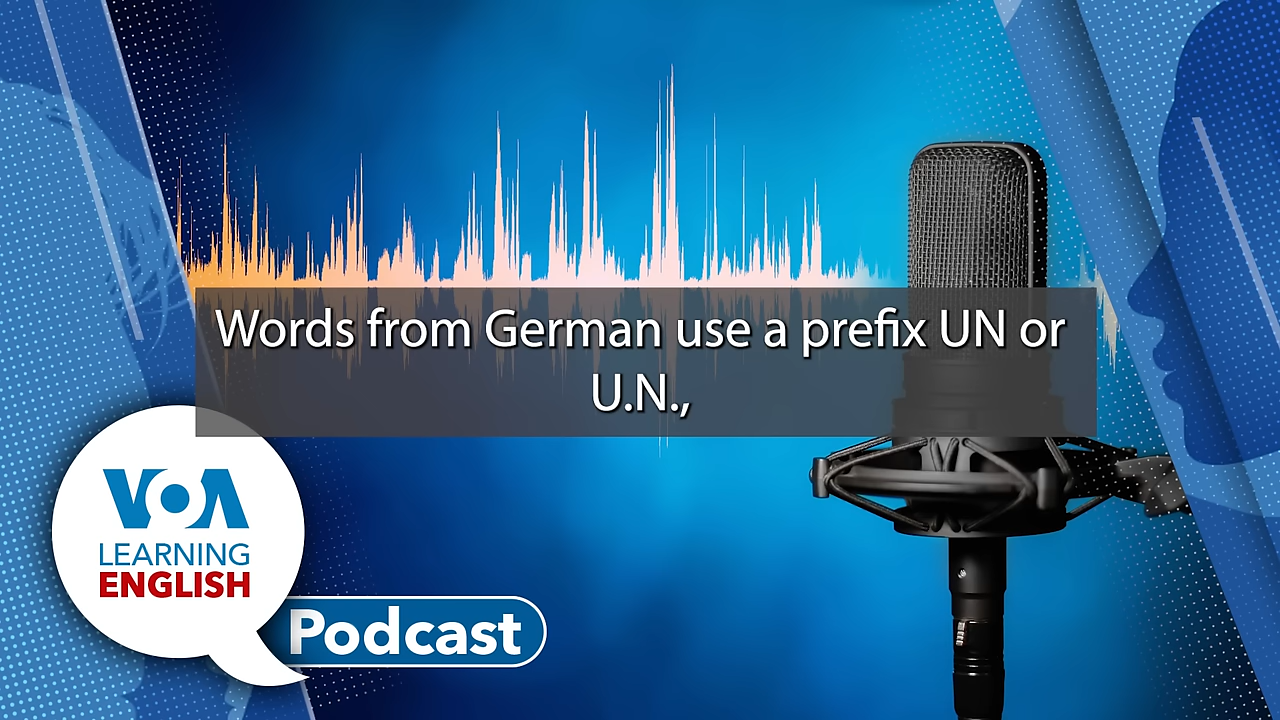 Words from German use a prefix UN or
U.N.,
VOA
LEARNING
ENGLISH
Podcast